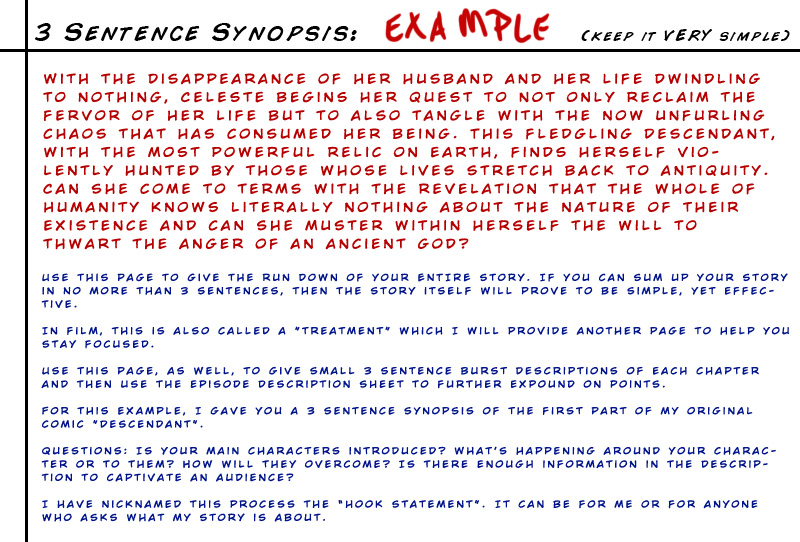 3 SENTENCE SYNOPSIS: EXAMPLE (KEEP IT VERY SIMPLE)
WITH THE DISAPPEARANCE OF HER HUSBAND AND HER LIFE DWINDLING
TO NOTHING, CELESTE BEGINS HER QUEST TO NOT ONLY RECLAIM THE
FERVOR OF HER LIFE BUT TO ALSO TANGLE WITH THE NOW UNFURLING
CHAOS THAT HAS CONSUMED HER BEING. THIS FLEDGLING DESCENDANT,
WITH THE MOST POWERFUL RELIC ON EARTH, FINDS HERSELF VIO-
LENTLY HUNTED BY THOSE WHOSE LIVES STRETCH BACK TO ANTIQUITY.
CAN SHE COME TO TERMS WITH THE REVELATION THAT THE WHOLE OF
HUMANITY KNOWS LITERALLY NOTHING ABOUT THE NATURE OF THEIR
EXISTENCE AND CAN SHE MUSTER WITHIN HERSELF THE WILL TO
THWART THE ANGER OF AN ANCIENT GOD?
USE THIS PAGE TO GIVE THE RUN DOWN OF YOUR ENTIRE STORY. IF YOU CAN SUM UP YOUR STORY
IN NO MORE THAN 3 SENTENCES, THEN THE STORY ITSELF WILL PROVE TO BE SIMPLE, YET EFFEC-
TIVE.
IN FILM, THIS IS ALSO CALLED A "TREATMENT" WHICH I WILL PROVIDE ANOTHER PAGE TO HELP YOU
STAY FOCUSED.
USE THIS PAGE, AS WELL, TO GIVE SMALL 3 SENTENCE BURST DESCRIPTIONS OF EACH CHAPTER
AND THEN USE THE EPISODE DESCRIPTION SHEET TO FURTHER EXPOUND ON POINTS.
FOR THIS EXAMPLE, I GAVE YOU A 3 SENTENCE SYNOPSIS OF THE FIRST PART OF MY ORIGINAL
COMIC "DESCENDANT".
QUESTIONS: IS YOUR MAIN CHARACTERS INTRODUCED? WHAT'S HAPPENING AROUND YOUR CHARAC-
TER OR TO THEM? HOW WILL THEY OVERCOME? IS THERE ENOUGH INFORMATION IN THE DESCRIP-
TION TO CAPTIVATE AN AUDIENCE?
I HAVE NICKNAMED THIS PROCESS THE "HOOK STATEMENT". IT CAN BE FOR ME OR FOR ANYONE
WHO ASKS WHAT MY STORY IS ABOUT.